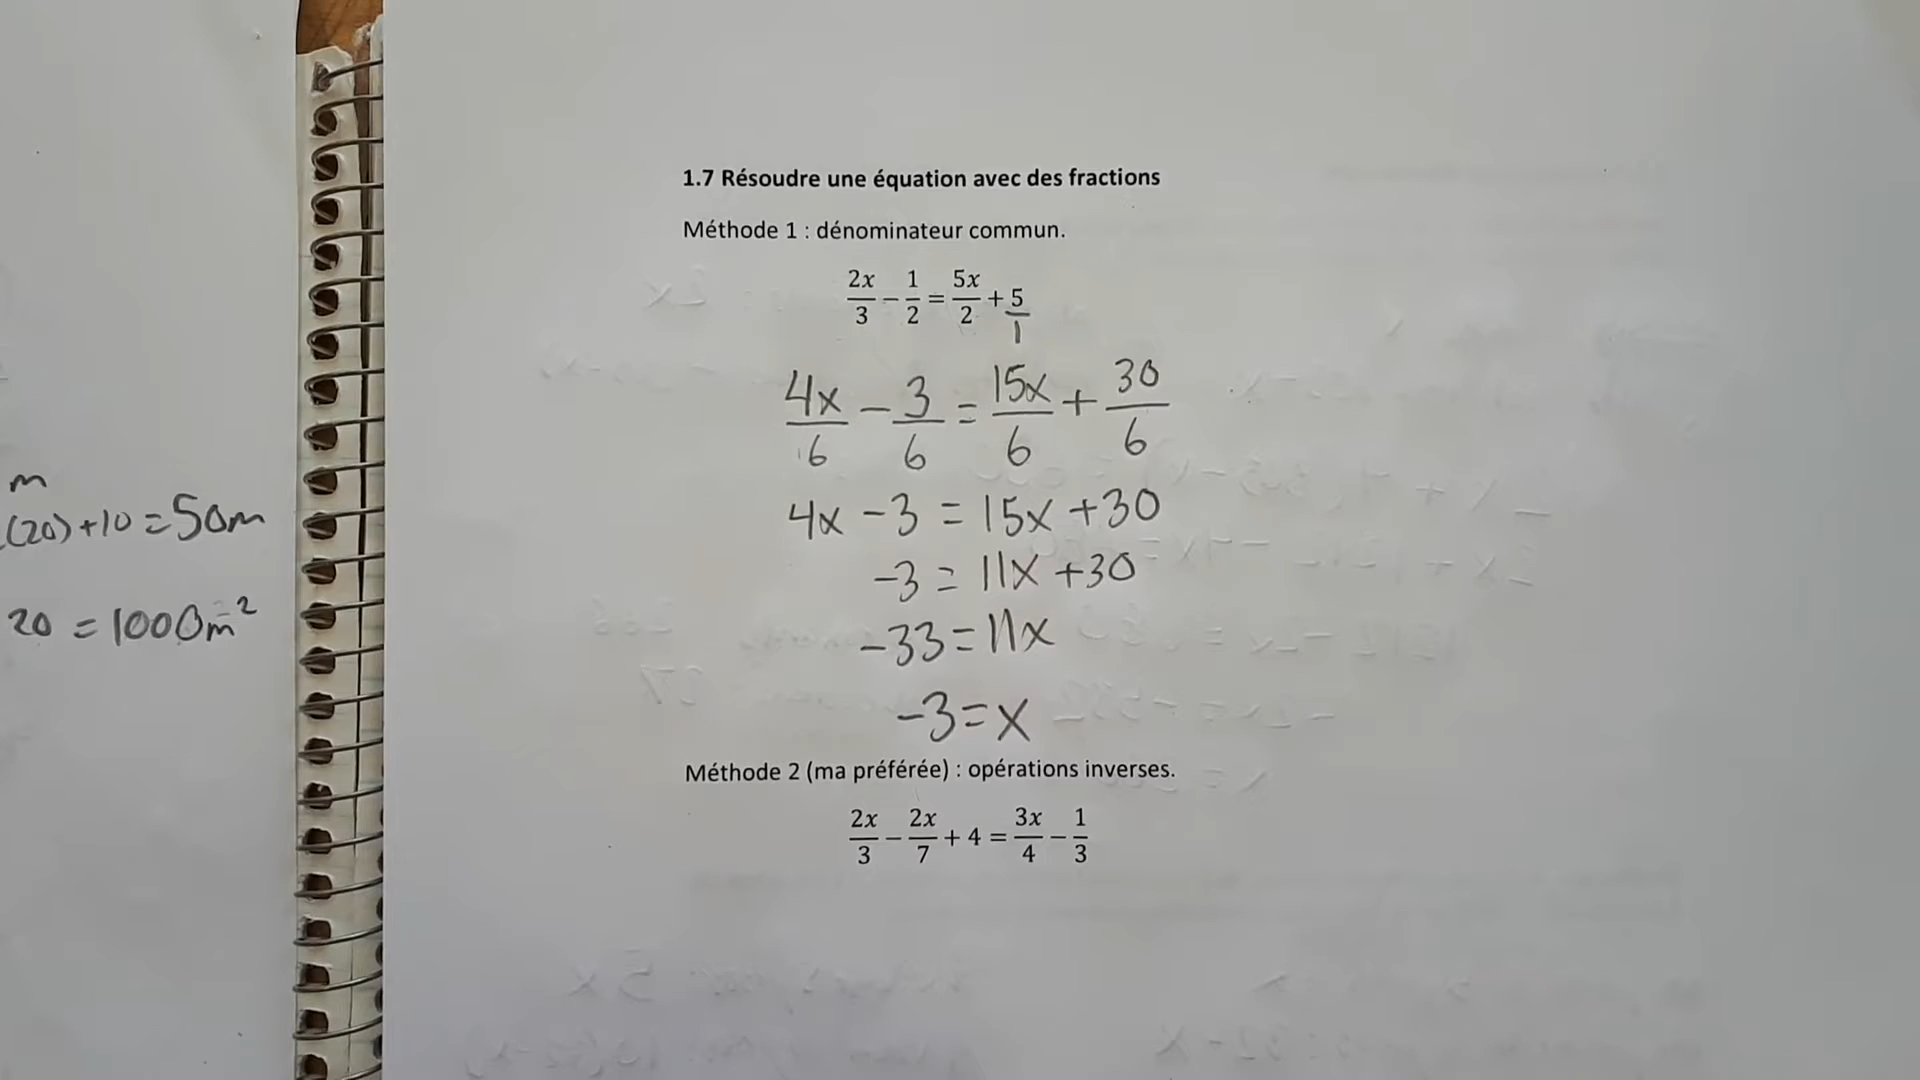 m
(20) +10 = 50m
20 = 1000m²
1.7 Résoudre une équation avec des fractions
Méthode 1 : dénominateur commun.
2x/3 − 1/2 = 5x/2 + 5/1
4x/6 − 3/6 = 15x/6 + 30/6
4x − 3 = 15x + 30
-3 = 11x + 30
-33 = 11x
-3 = x
Méthode 2 (ma préférée) : opérations inverses.
2x/3 − 2x/7 + 4 = 3x/4 − 1/3